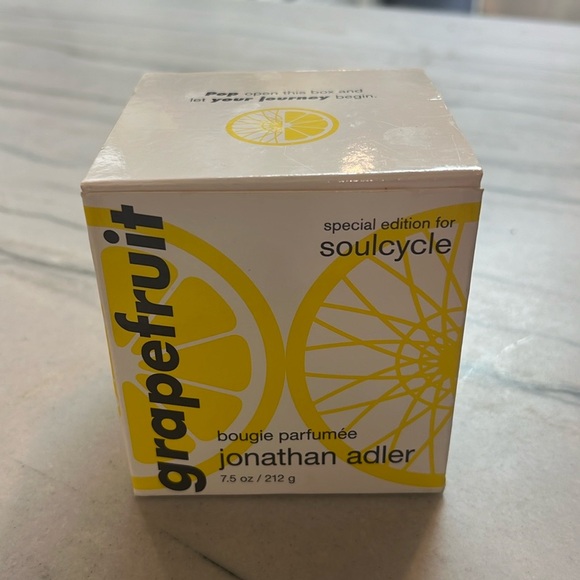 Pop open this box and
let your journey begin.
special edition for
soulcycle
grapefruit
bougie parfumée
jonathan adler
7.5 oz / 212 g